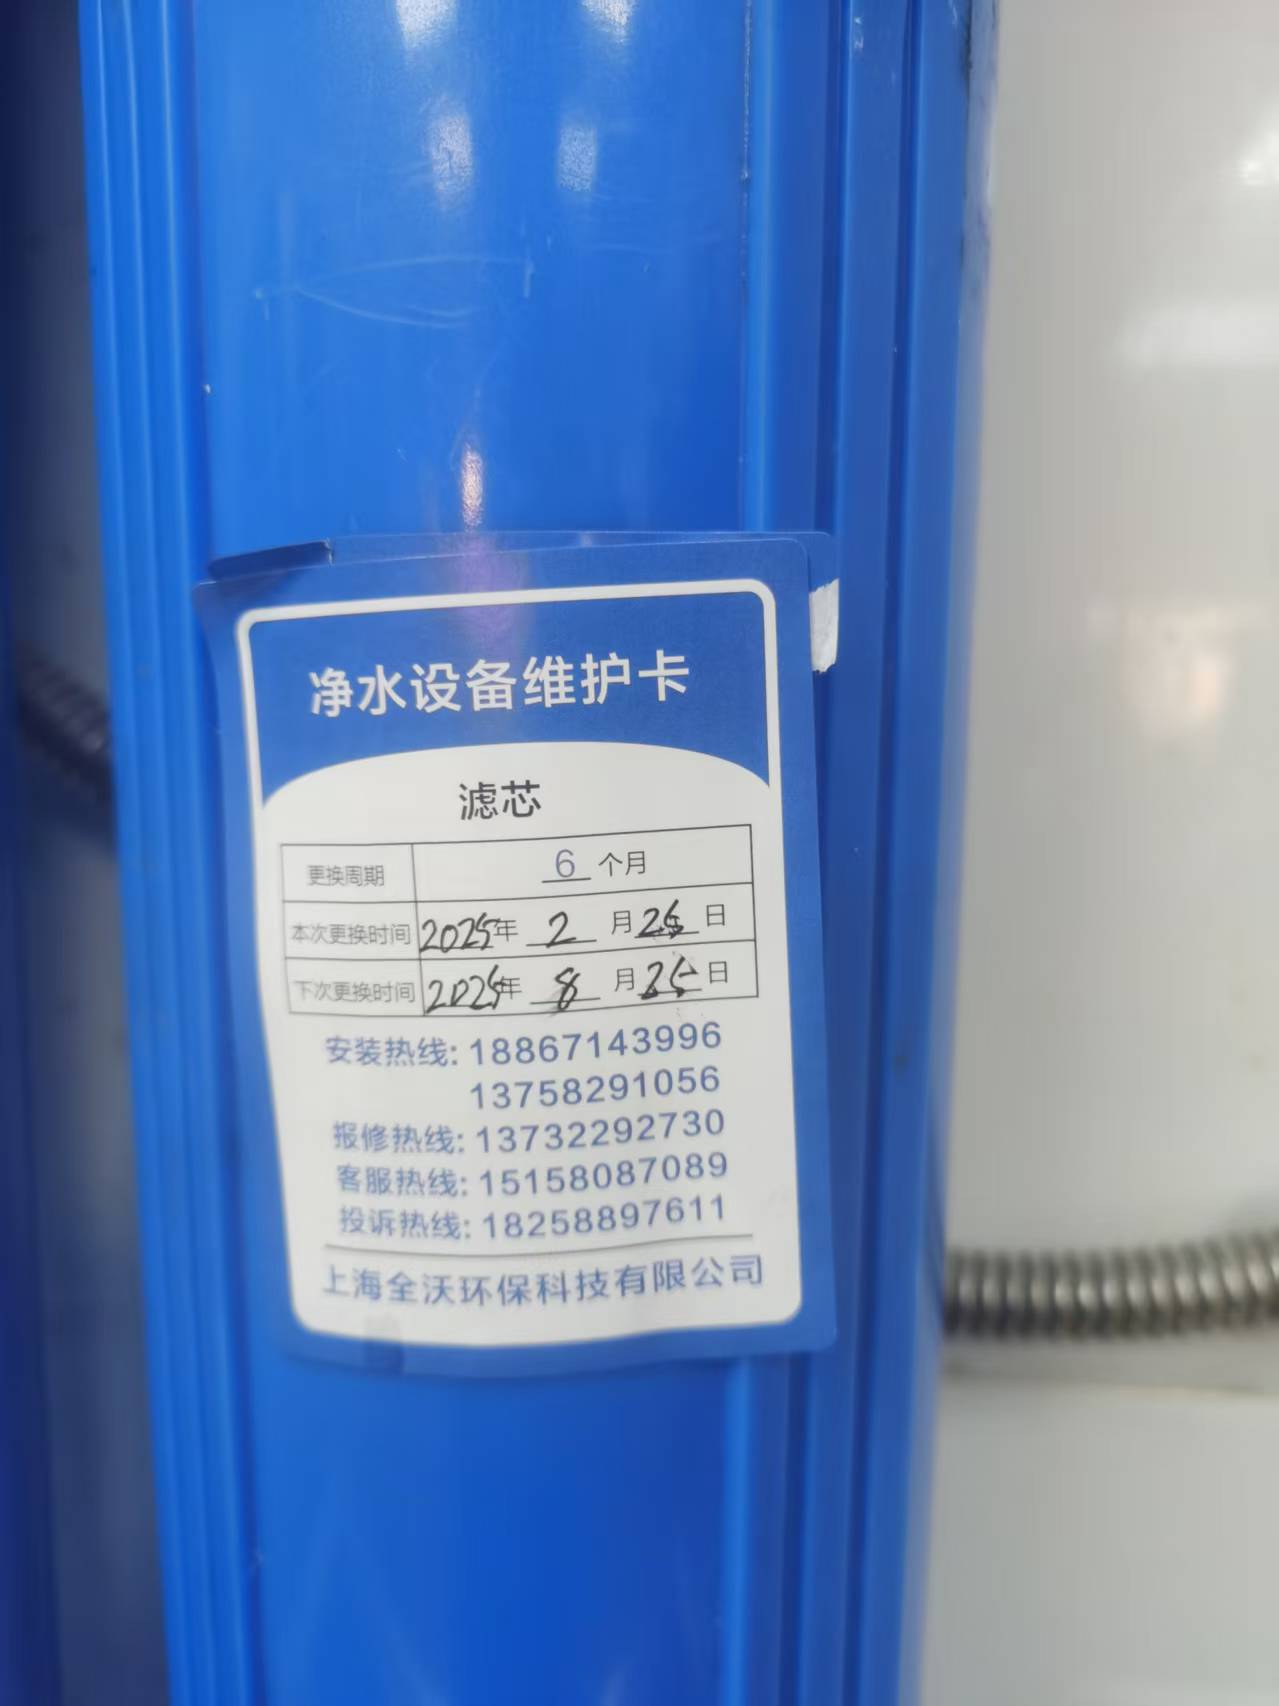 净水设备维护卡
滤芯
更换周期 6 个月
本次更换时间 2025年 2 月 25 日
下次更换时间 2025年 8 月 25 日
安装热线: 18867143996
13758291056
报修热线: 13732292730
客服热线: 15158087089
投诉热线: 18258897611
上海全沃环保科技有限公司